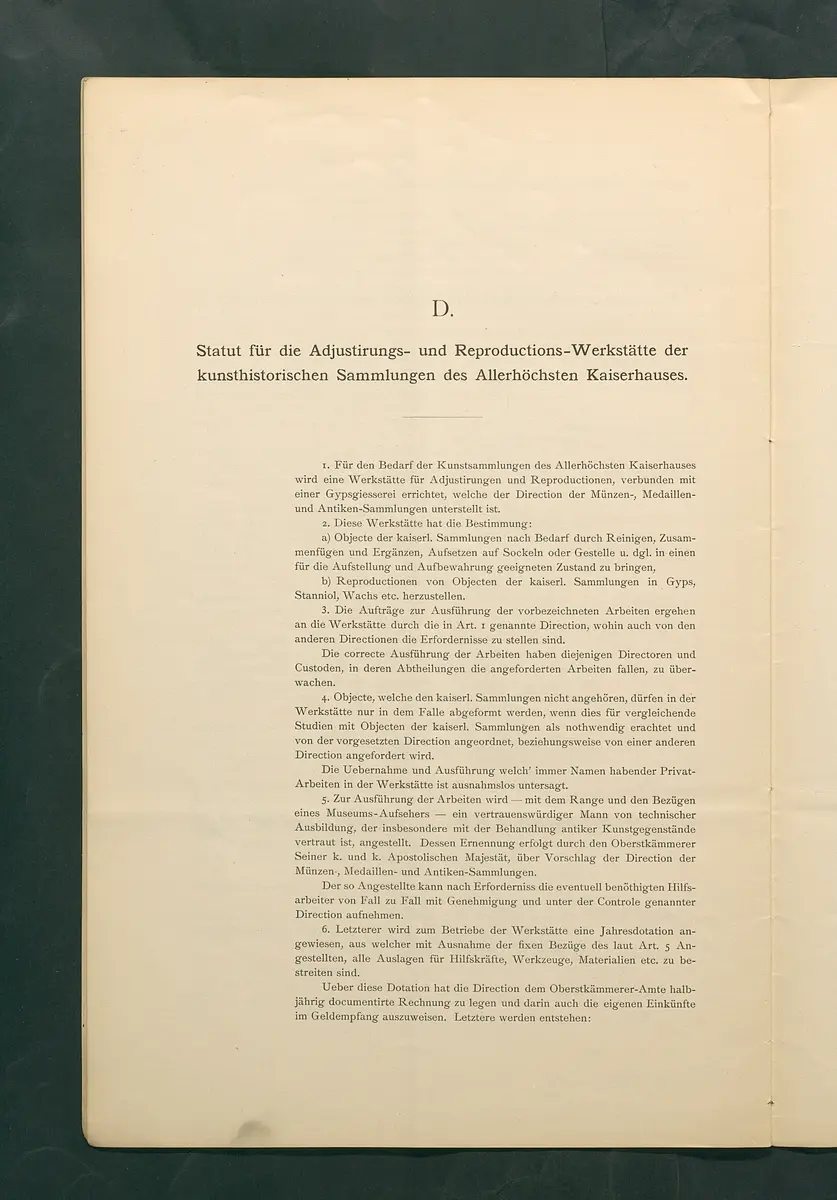 D.
Statut für die Adjustirungs- und Reproductions-Werkstätte der
kunsthistorischen Sammlungen des Allerhöchsten Kaiserhauses.
1. Für den Bedarf der Kunstsammlungen des Allerhöchsten Kaiserhauses
wird eine Werkstätte für Adjustirungen und Reproductionen, verbunden mit
einer Gypsgiesserei errichtet, welche der Direction der Münzen-, Medaillen-
und Antiken-Sammlungen unterstellt ist.
2. Diese Werkstätte hat die Bestimmung:
a) Objecte der kaiserl. Sammlungen nach Bedarf durch Reinigen, Zusam-
menfügen und Ergänzen, Aufsetzen auf Sockeln oder Gestelle u. dgl. in einen
für die Aufstellung und Aufbewahrung geeigneten Zustand zu bringen,
b) Reproductionen von Objecten der kaiserl. Sammlungen in Gyps,
Stanniol, Wachs etc. herzustellen.
3. Die Aufträge zur Ausführung der vorbezeichneten Arbeiten ergehen
an die Werkstätte durch die in Art. 1 genannte Direction, wohin auch von den
anderen Directionen die Erfordernisse zu stellen sind.
Die correcte Ausführung der Arbeiten haben diejenigen Directoren und
Custoden, in deren Abtheilungen die angeforderten Arbeiten fallen, zu über-
wachen.
4. Objecte, welche den kaiserl. Sammlungen nicht angehören, dürfen in der
Werkstätte nur in dem Falle abgeformt werden, wenn dies für vergleichende
Studien mit Objecten der kaiserl. Sammlungen als nothwendig erachtet und
von der vorgesetzten Direction angeordnet, beziehungsweise von einer anderen
Direction angefordert wird.
Die Uebernahme und Ausführung welch' immer Namen habender Privat-
Arbeiten in der Werkstätte ist ausnahmslos untersagt.
5. Zur Ausführung der Arbeiten wird — mit dem Range und den Bezügen
eines Museums-Aufsehers — ein vertrauenswürdiger Mann von technischer
Ausbildung, der insbesondere mit der Behandlung antiker Kunstgegenstände
vertraut ist, angestellt. Dessen Ernennung erfolgt durch den Oberstkämmerer
Seiner k. und k. Apostolischen Majestät, über Vorschlag der Direction der
Münzen-, Medaillen- und Antiken-Sammlungen.
Der so Angestellte kann nach Erforderniss die eventuell benöthigten Hilfs-
arbeiter von Fall zu Fall mit Genehmigung und unter der Controle genannter
Direction aufnehmen.
6. Letzterer wird zum Betriebe der Werkstätte eine Jahresdotation an-
gewiesen, aus welcher mit Ausnahme der fixen Bezüge des laut Art. 5 An-
gestellten, alle Auslagen für Hilfskräfte, Werkzeuge, Materialien etc. zu be-
streiten sind.
Ueber diese Dotation hat die Direction dem Oberstkämmerer-Amte halb-
jährig documentirte Rechnung zu legen und darin auch die eigenen Einkünfte
im Geldempfang auszuweisen. Letztere werden entstehen: